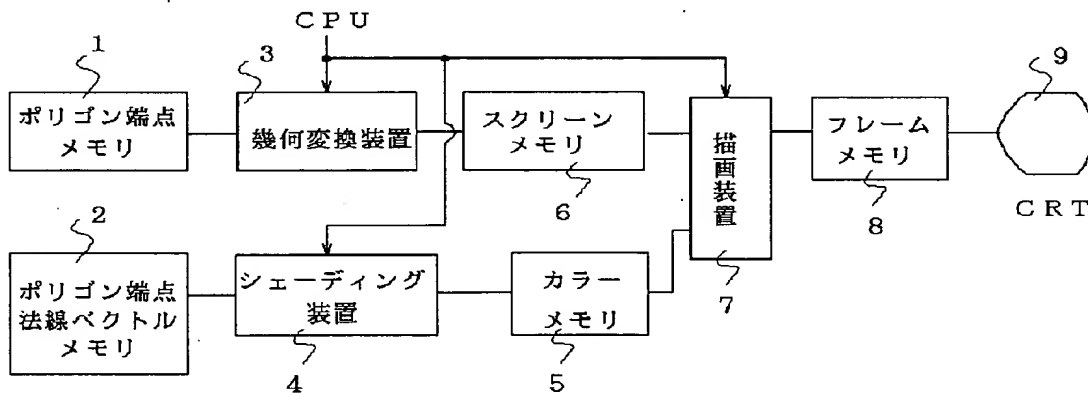 CPU
1
ポリゴン端点
メモリ
3
幾何変換装置
スクリーン
メモリ
6
描画装置
7
フレーム
メモリ
8
9
CRT
2
ポリゴン端点
法線ベクトル
メモリ
シェーディング
装置
4
カラー
メモリ
5